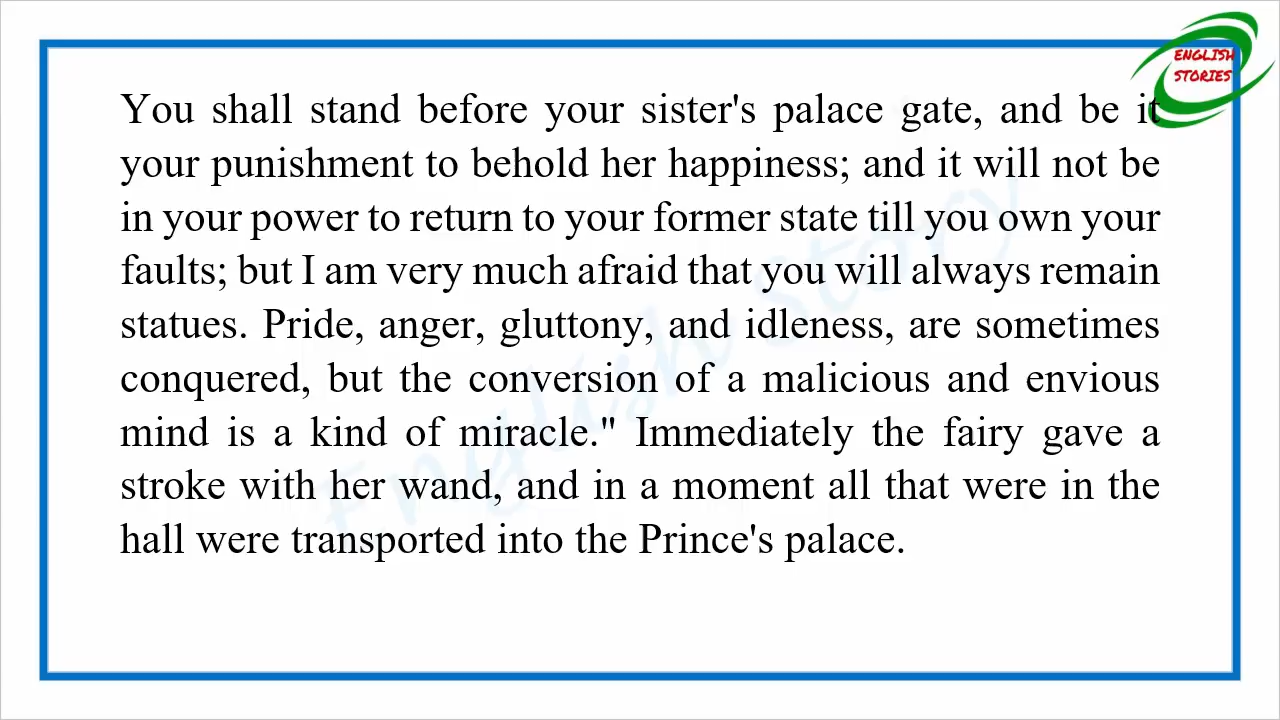 ENGLISH
STORIES
You shall stand before your sister's palace gate, and be it
your punishment to behold her happiness; and it will not be
in your power to return to your former state till you own your
faults; but I am very much afraid that you will always remain
statues. Pride, anger, gluttony, and idleness, are sometimes
conquered, but the conversion of a malicious and envious
mind is a kind of miracle." Immediately the fairy gave a
stroke with her wand, and in a moment all that were in the
hall were transported into the Prince's palace.
English Story